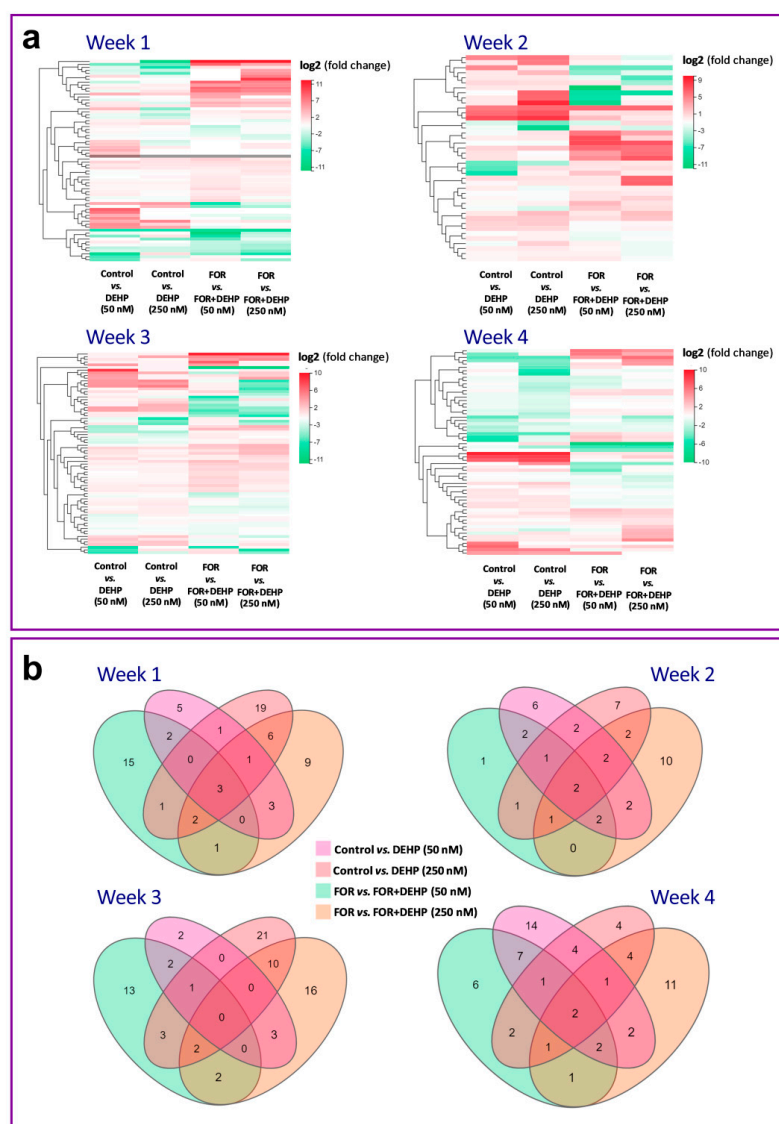 a
Week 1
Week 2
log2 (fold change)
11
7
2
-2
-7
-11
log2 (fold change)
9
5
1
-3
-7
-11
Control
vs.
DEHP
(50 nM)
Control
vs.
DEHP
(250 nM)
FOR
vs.
FOR+DEHP
(50 nM)
FOR
vs.
FOR+DEHP
(250 nM)
Control
vs.
DEHP
(50 nM)
Control
vs.
DEHP
(250 nM)
FOR
vs.
FOR+DEHP
(50 nM)
FOR
vs.
FOR+DEHP
(250 nM)
Week 3
Week 4
log2 (fold change)
10
6
2
-2
-7
-11
log2 (fold change)
10
6
2
-2
-6
-10
Control
vs.
DEHP
(50 nM)
Control
vs.
DEHP
(250 nM)
FOR
vs.
FOR+DEHP
(50 nM)
FOR
vs.
FOR+DEHP
(250 nM)
Control
vs.
DEHP
(50 nM)
Control
vs.
DEHP
(250 nM)
FOR
vs.
FOR+DEHP
(50 nM)
FOR
vs.
FOR+DEHP
(250 nM)
b
Week 1
5 19
2 1 6
15 0 1 9
3
1 2 0 3
1
Week 2
6 7
2 2 2
1 1 2 10
2
1 1 2 2
0
Control vs. DEHP (50 nM)
Control vs. DEHP (250 nM)
FOR vs. FOR+DEHP (50 nM)
FOR vs. FOR+DEHP (250 nM)
Week 3
2 21
2 0 10
13 1 0 16
0
3 2 0 3
2
Week 4
14 4
7 4 4
6 1 1 11
2
2 1 2 2
1